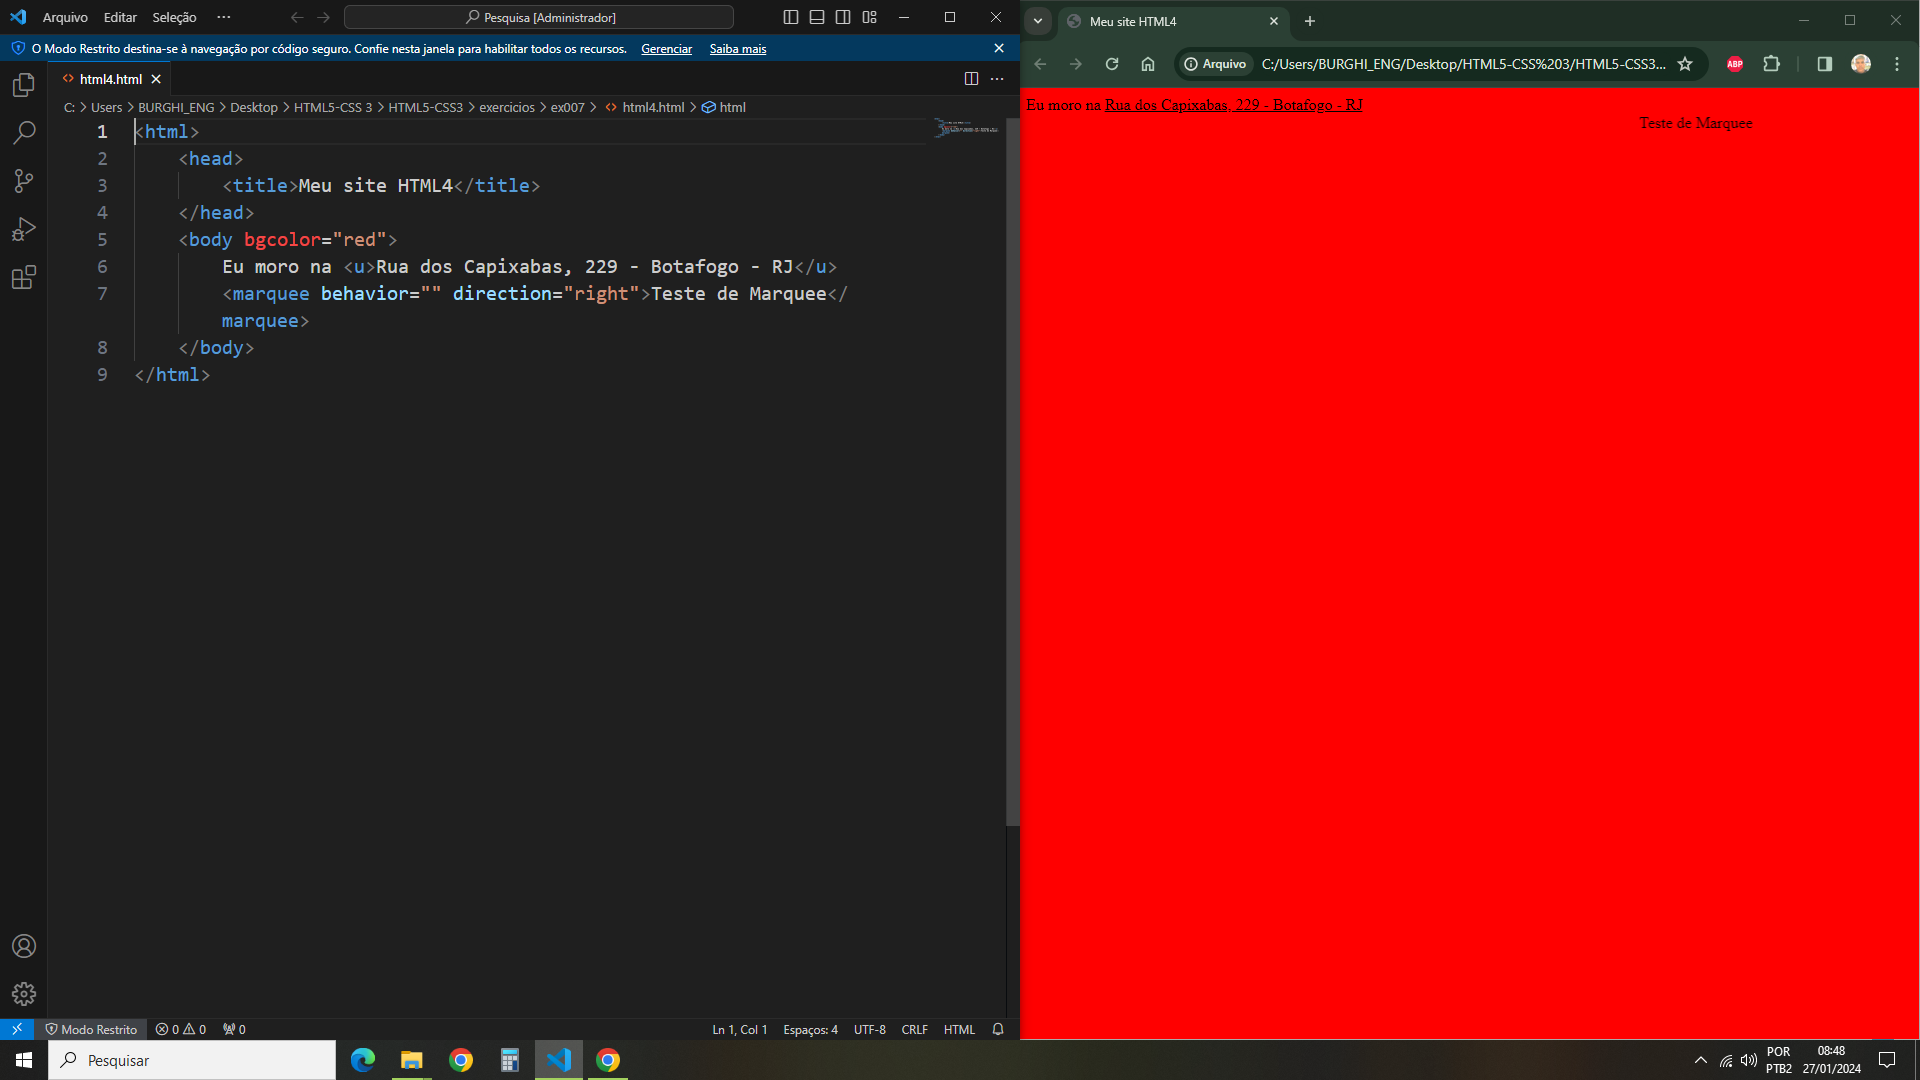 Arquivo Editar Seleção ··· Pesquisa [Administrador]
O Modo Restrito destina-se à navegação por código seguro. Confie nesta janela para habilitar todos os recursos. Gerenciar Saiba mais
html4.html
C: > Users > BURGHI_ENG > Desktop > HTML5-CSS 3 > HTML5-CSS3 > exercicios > ex007 > html4.html > html
1 <html>
2 <head>
3 <title>Meu site HTML4</title>
4 </head>
5 <body bgcolor="red">
6 Eu moro na <u>Rua dos Capixabas, 229 - Botafogo - RJ</u>
7 <marquee behavior="" direction="right">Teste de Marquee</
marquee>
8 </body>
9 </html>
Modo Restrito 0 0 0 Ln 1, Col 1 Espaços: 4 UTF-8 CRLF HTML
Meu site HTML4
Arquivo C:/Users/BURGHI_ENG/Desktop/HTML5-CSS%203/HTML5-CSS3... ABP
Eu moro na Rua dos Capixabas, 229 - Botafogo - RJ
Teste de Marquee
Pesquisar
POR
PTB2
08:48
27/01/2024